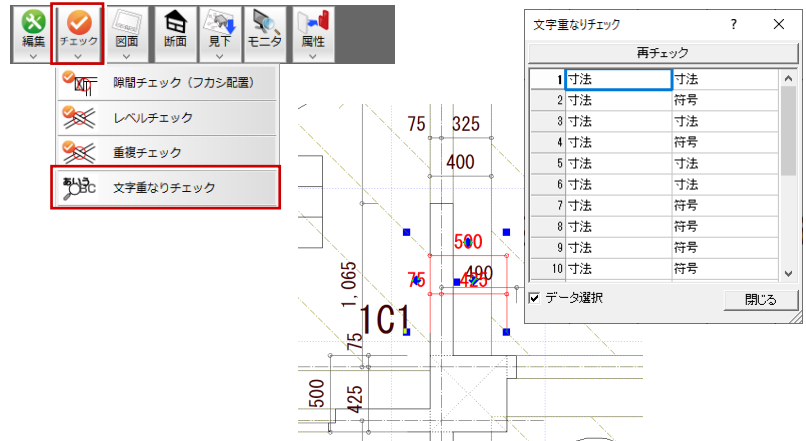 編集
チェック
図面
断面
見下
モニタ
属性
隙間チェック（フカシ配置）
レベルチェック
重複チェック
あいう
ABC
文字重なりチェック
75
325
400
500
490
75
425
1,065
1C1
75
500
425
文字重なりチェック
?
×
再チェック
1 寸法 寸法
2 寸法 符号
3 寸法 寸法
4 寸法 符号
5 寸法 寸法
6 寸法 寸法
7 寸法 符号
8 寸法 符号
9 寸法 符号
10 寸法 符号
データ選択
閉じる